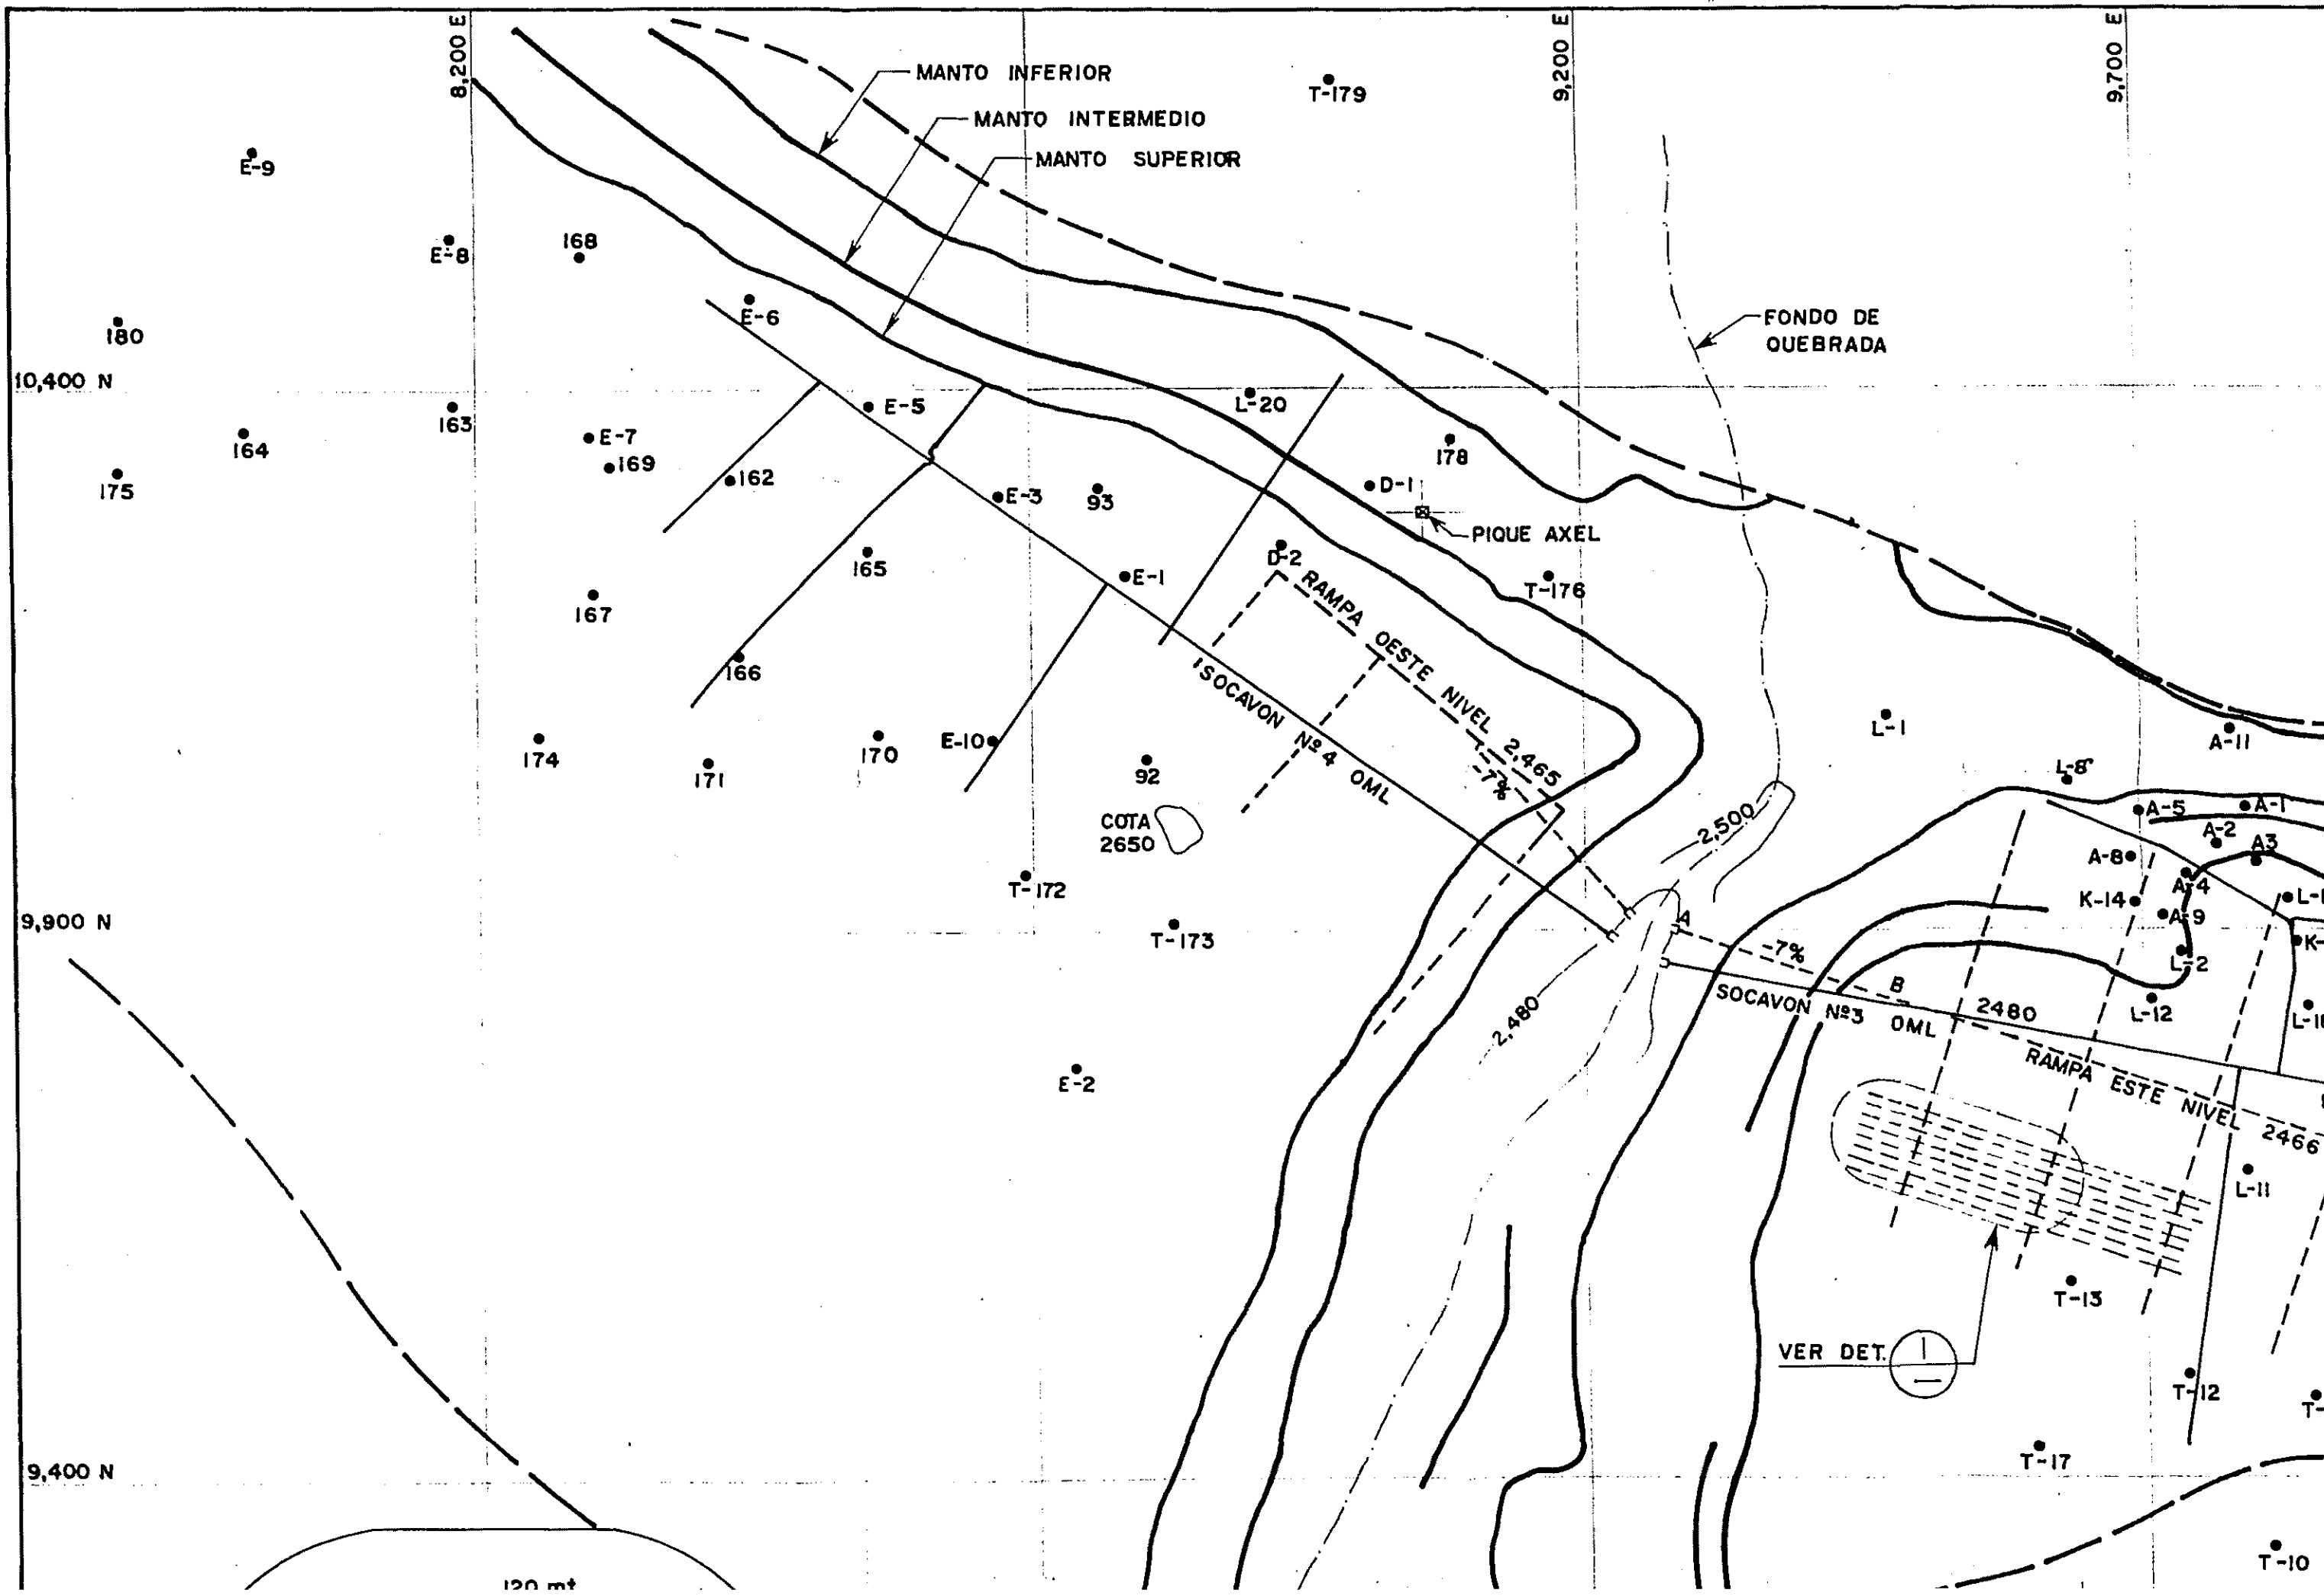 8,200 E
9,200 E
9,700 E
MANTO INFERIOR
MANTO INTERMEDIO
MANTO SUPERIOR
T-179
E-9
E-8
168
E-6
180
FONDO DE
QUEBRADA
10,400 N
E-5
L-20
163
164
E-7
169
162
175
E-3
93
178
D-1
PIQUE AXEL
165
E-1
D-2
T-176
167
166
RAMPA OESTE NIVEL 2,465
-7%
SOCAVON Nº 4 OML
174
171
170
E-10
92
L-1
A-11
L-8
COTA
2650
2,500
A-5
A-1
A-2
A3
A-8
A-4
K-14
A-9
T-172
9,900 N
T-173
A
-7%
B
L-2
SOCAVON Nº3 OML
2480
L-12
2,480
E-2
RAMPA ESTE NIVEL 2466
L-11
T-13
VER DET.
1
T-12
T-17
9,400 N
T-10
120 mt